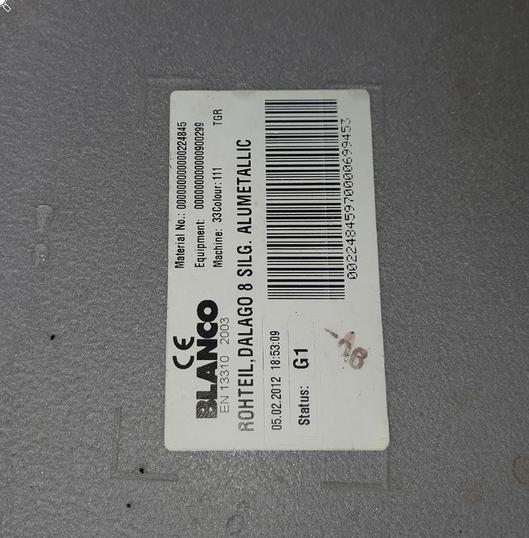 CE
BLANCO
EN 13310 2003
Material No.: 000000000000224845
Equipment: 000000000000900299
Machine: 33Colour:111 TGR
ROHTEIL,DALAGO 8 SILG. ALUMETALLIC
05.02.2012 18:53:09
Status: G1
002248459700000699453